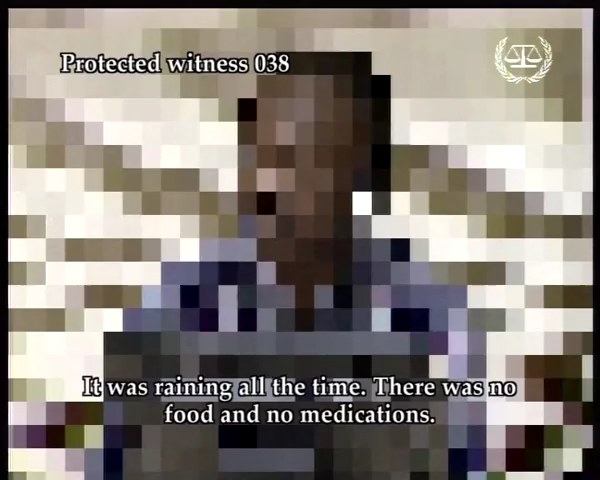 Protected witness 038
It was raining all the time. There was no
food and no medications.